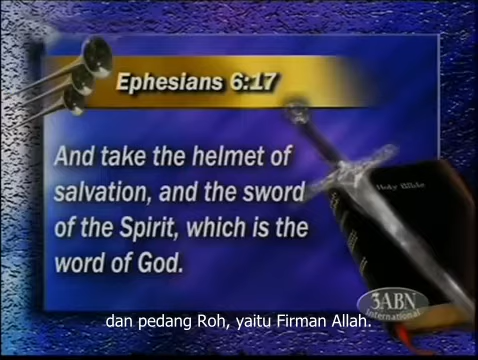 Ephesians 6:17
And take the helmet of
salvation, and the sword
of the Spirit, which is the
word of God.
Holy Bible
3ABN
International
dan pedang Roh, yaitu Firman Allah.